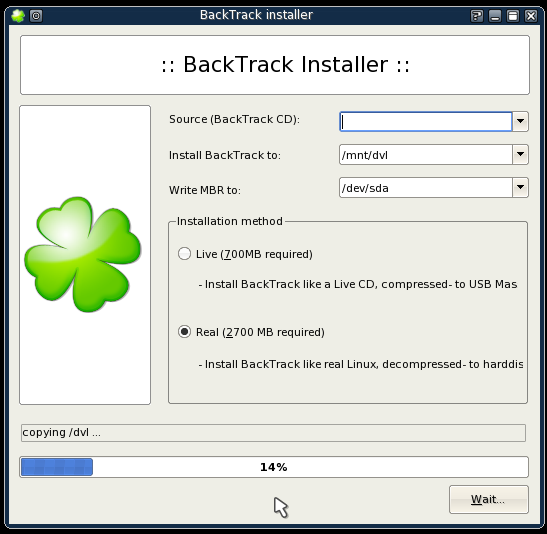 BackTrack installer
:: BackTrack Installer ::
Source (BackTrack CD):
Install BackTrack to: /mnt/dvl
Write MBR to: /dev/sda
Installation method
Live (700MB required)
- Install BackTrack like a Live CD, compressed- to USB Mas
Real (2700 MB required)
- Install BackTrack like real Linux, decompressed- to harddis
copying /dvl ...
14%
Wait...